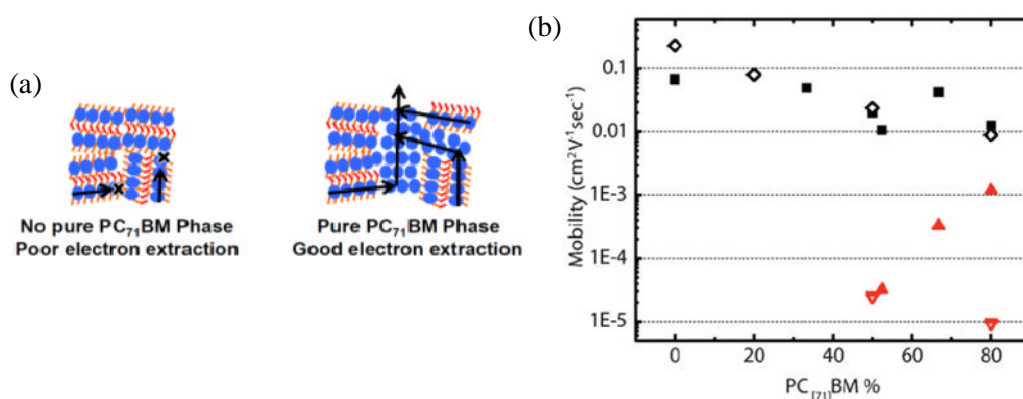 (a)
No pure PC71BM Phase
Poor electron extraction
Pure PC71BM Phase
Good electron extraction
(b)
Mobility (cm2V-1sec-1)
0.1
0.01
1E-3
1E-4
1E-5
0 20 40 60 80
PC[71]BM %